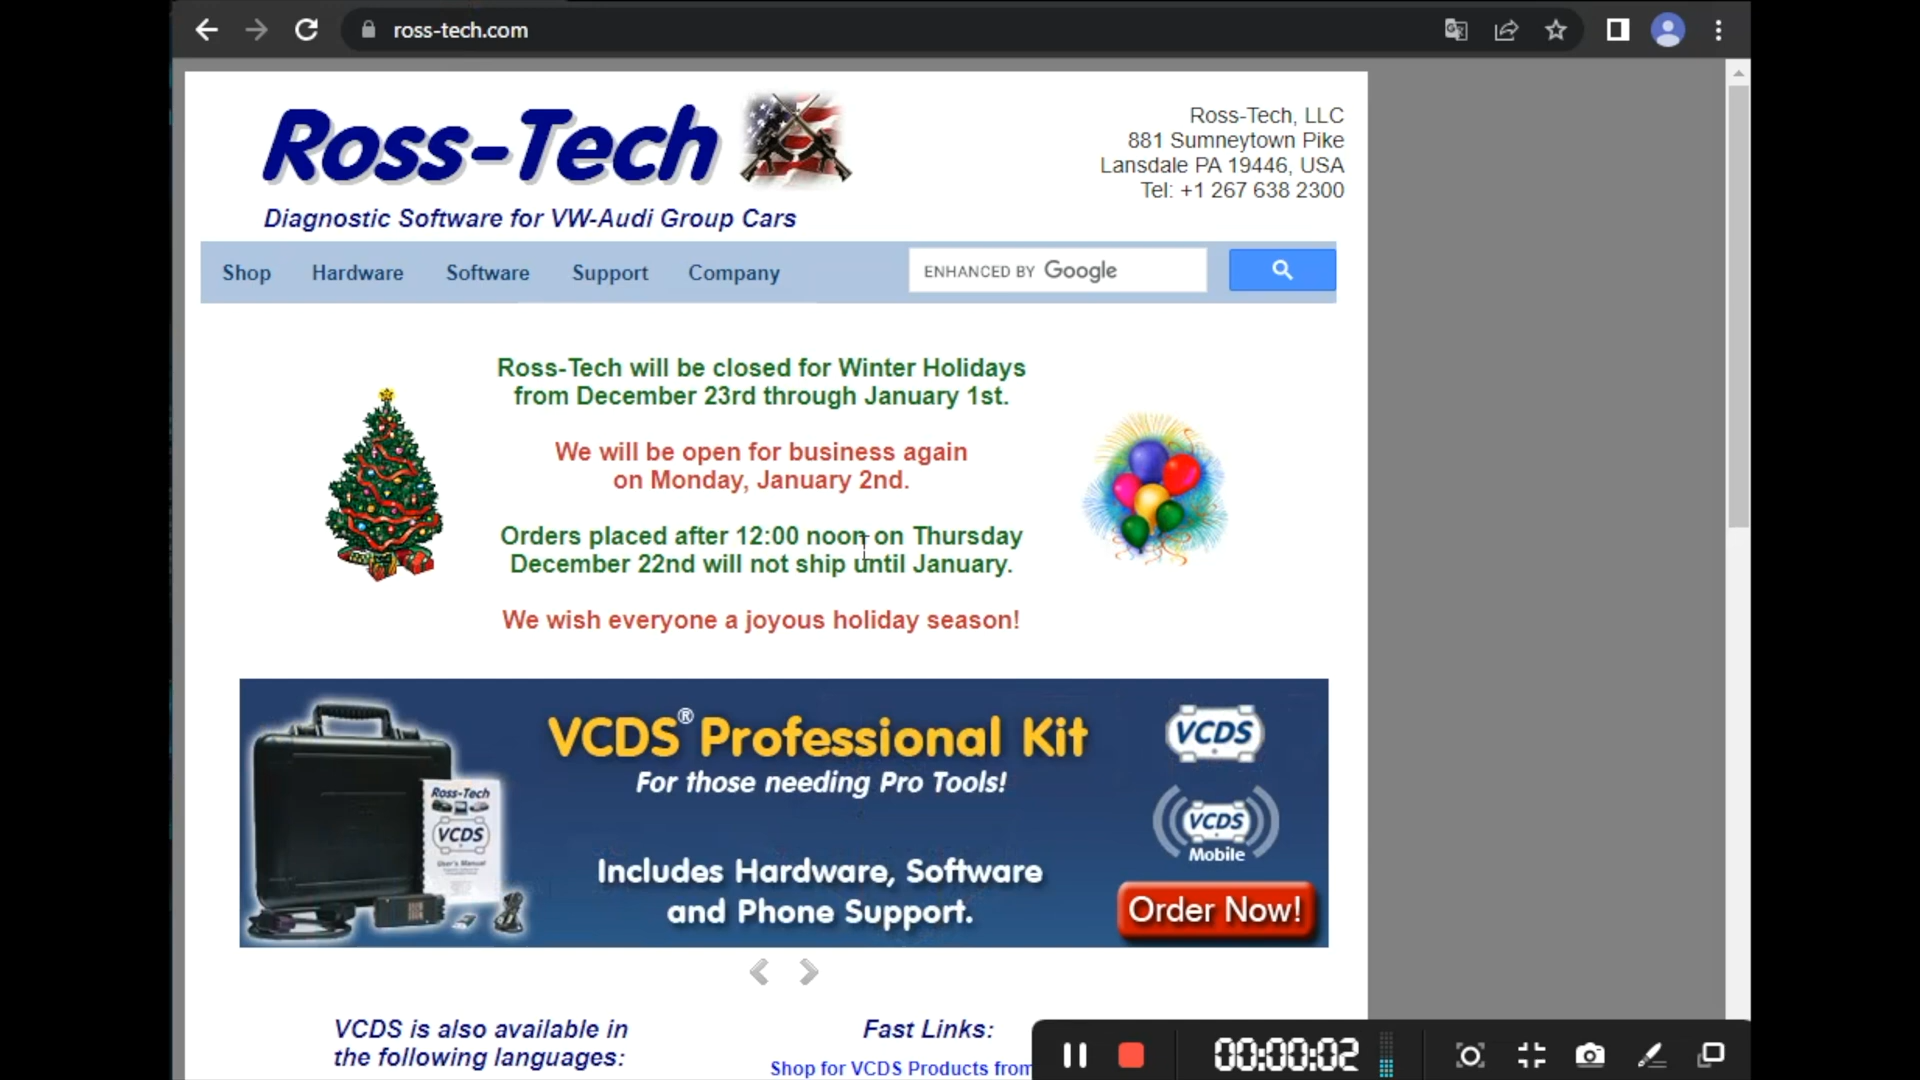 ross-tech.com
Ross-Tech
Diagnostic Software for VW-Audi Group Cars
Ross-Tech, LLC
881 Sumneytown Pike
Lansdale PA 19446, USA
Tel: +1 267 638 2300
Shop Hardware Software Support Company
ENHANCED BY Google
Ross-Tech will be closed for Winter Holidays
from December 23rd through January 1st.
We will be open for business again
on Monday, January 2nd.
Orders placed after 12:00 noon on Thursday
December 22nd will not ship until January.
We wish everyone a joyous holiday season!
VCDS® Professional Kit
For those needing Pro Tools!
Includes Hardware, Software
and Phone Support.
Ross-Tech
VCDS
User's Manual
VCDS
VCDS
Mobile
Order Now!
VCDS is also available in
the following languages:
Fast Links:
Shop for VCDS Products from
00:00:02